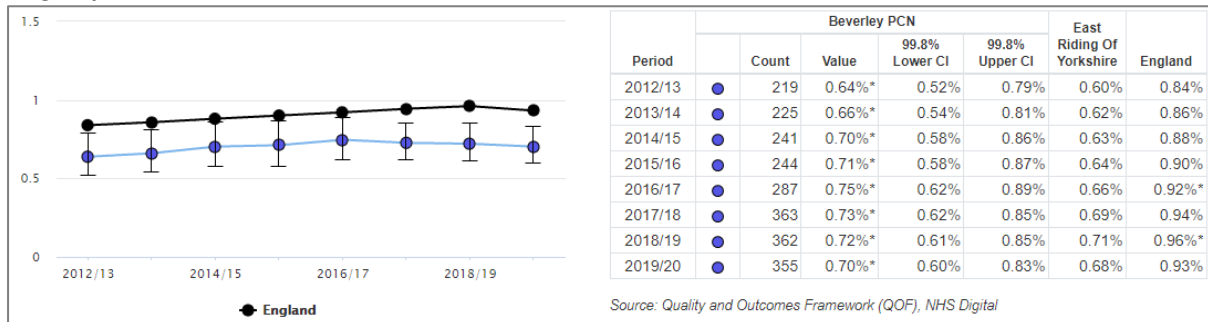 1.5
1
0.5
0
2012/13 2014/15 2016/17 2018/19
England
Beverley PCN
Period Count Value 99.8% Lower CI 99.8% Upper CI East Riding Of Yorkshire England
2012/13 219 0.64%* 0.52% 0.79% 0.60% 0.84%
2013/14 225 0.66%* 0.54% 0.81% 0.62% 0.86%
2014/15 241 0.70%* 0.58% 0.86% 0.63% 0.88%
2015/16 244 0.71%* 0.58% 0.87% 0.64% 0.90%
2016/17 287 0.75%* 0.62% 0.89% 0.66% 0.92%*
2017/18 363 0.73%* 0.62% 0.85% 0.69% 0.94%
2018/19 362 0.72%* 0.61% 0.85% 0.71% 0.96%*
2019/20 355 0.70%* 0.60% 0.83% 0.68% 0.93%
Source: Quality and Outcomes Framework (QOF), NHS Digital